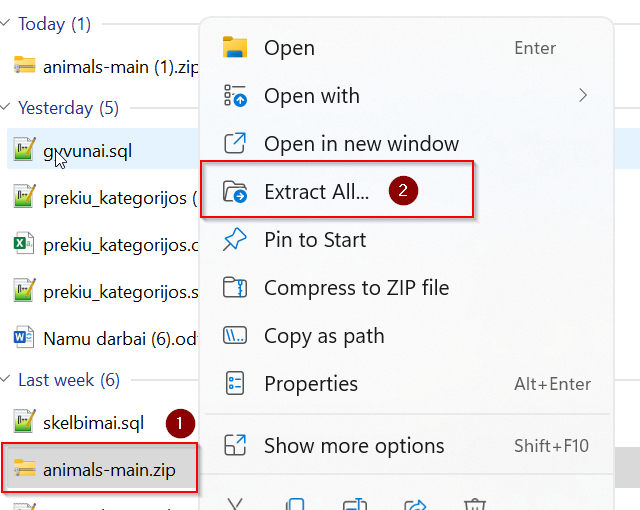 Today (1)
animals-main (1).zip
Yesterday (5)
gyvunai.sql
prekiu_kategorijos (
prekiu_kategorijos.
prekiu_kategorijos.s
Namu darbai (6).od
Last week (6)
skelbimai.sql
1
animals-main.zip
Open Enter
Open with
Open in new window
Extract All... 2
Pin to Start
Compress to ZIP file
Copy as path
Properties Alt+Enter
Show more options Shift+F10